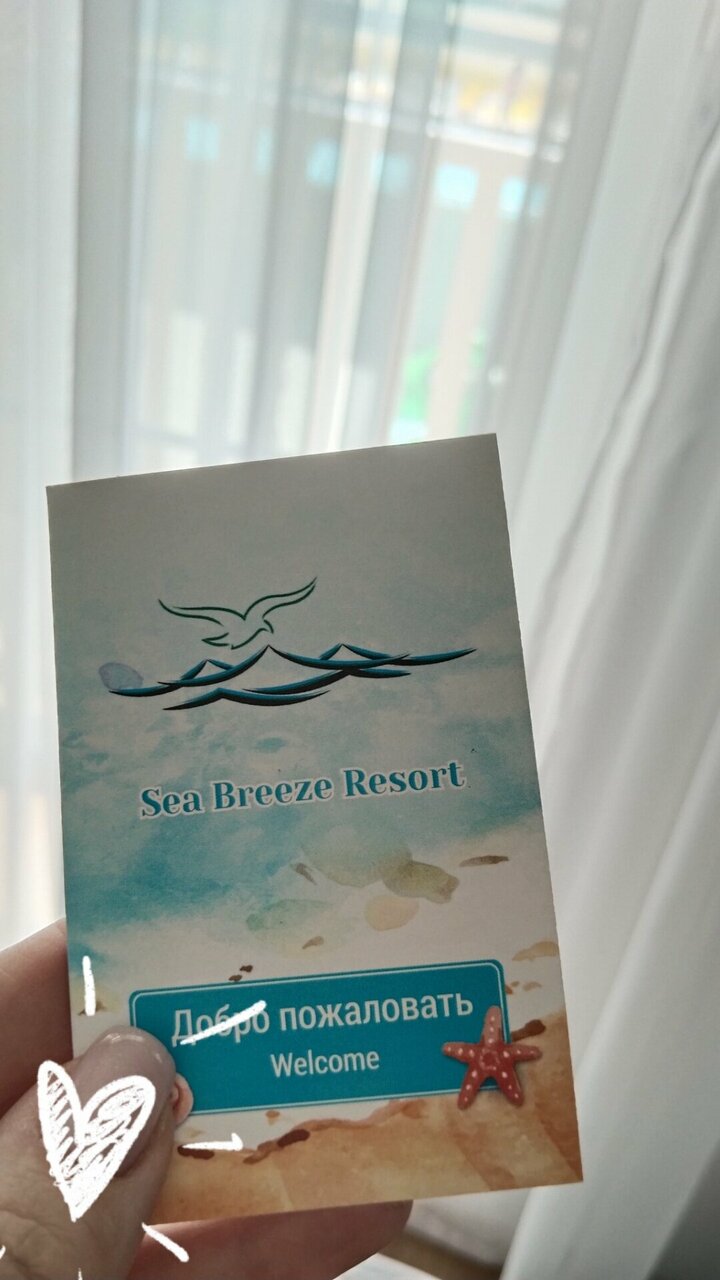 Sea Breeze Resort
Добро пожаловать
Welcome